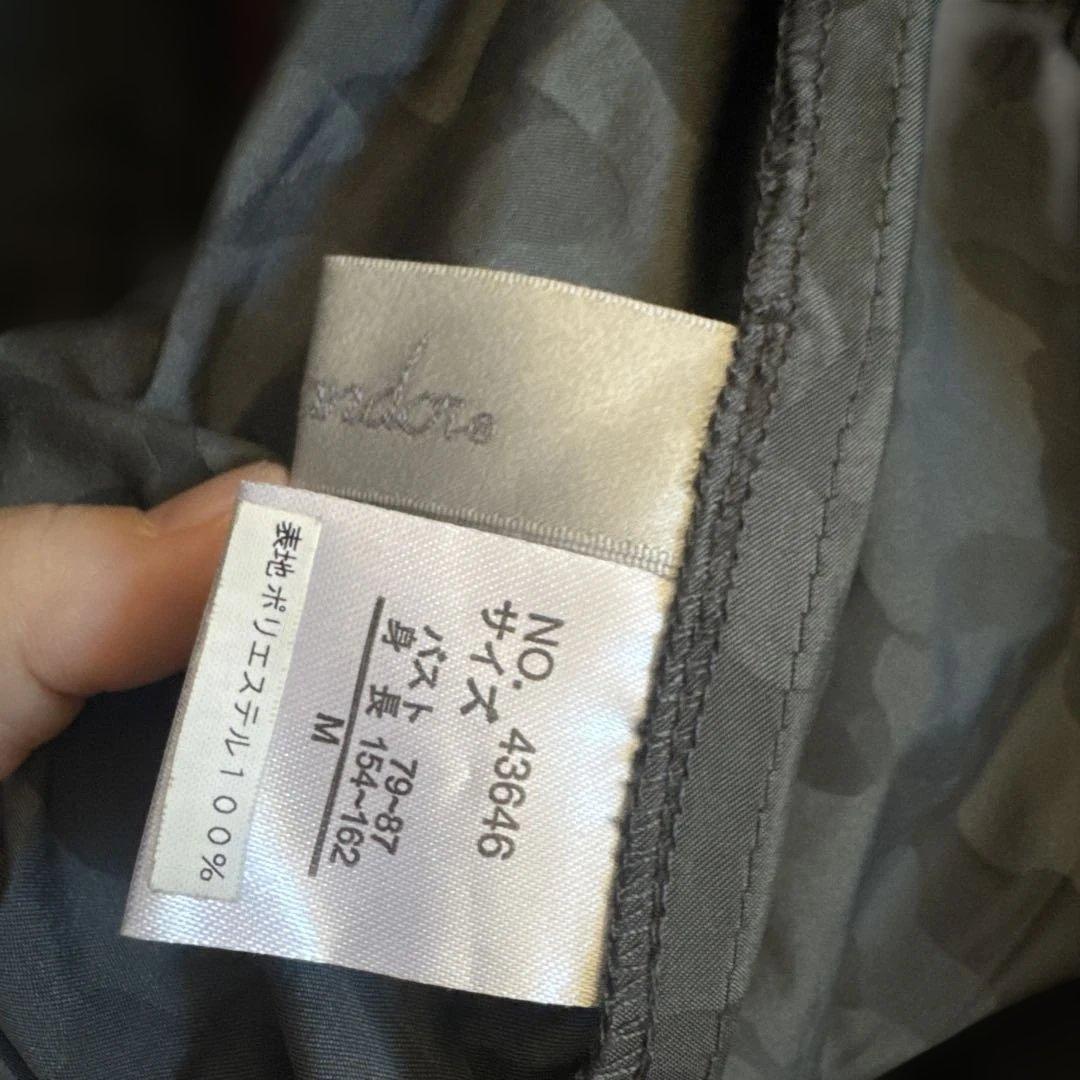 NO. 43646
サイズ
バスト 79~87
身 長 154~162
M
表地ポリエステル100%